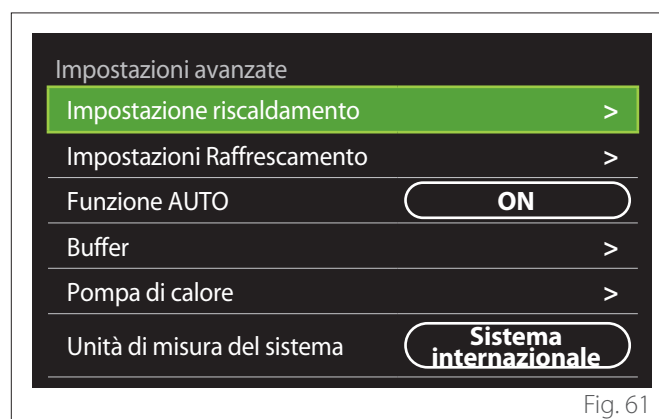 Impostazioni avanzate
Impostazione riscaldamento >
Impostazioni Raffrescamento >
Funzione AUTO ON
Buffer >
Pompa di calore >
Unità di misura del sistema Sistema internazionale
Fig. 61